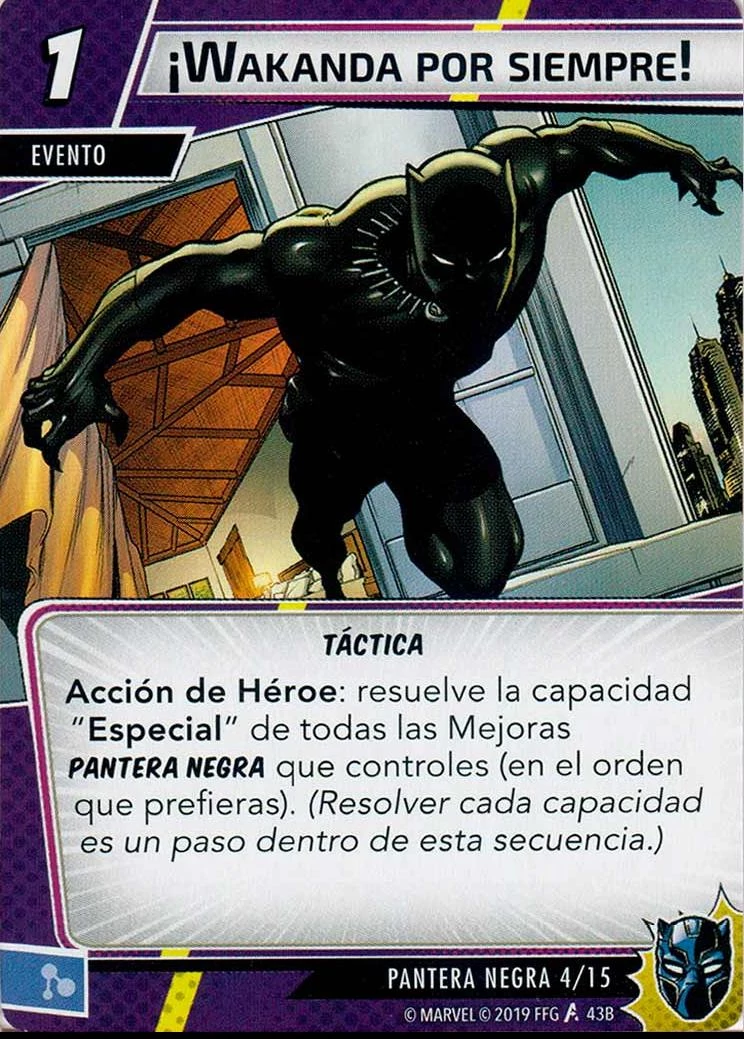 1
¡WAKANDA POR SIEMPRE!
EVENTO
TÁCTICA
Acción de Héroe: resuelve la capacidad
"Especial" de todas las Mejoras
PANTERA NEGRA que controles (en el orden
que prefieras). (Resolver cada capacidad
es un paso dentro de esta secuencia.)
PANTERA NEGRA 4/15
© MARVEL © 2019 FFG 43B